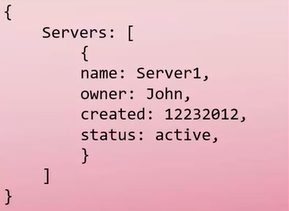 {
Servers: [
{
name: Server1,
owner: John,
created: 12232012,
status: active,
}
]
}